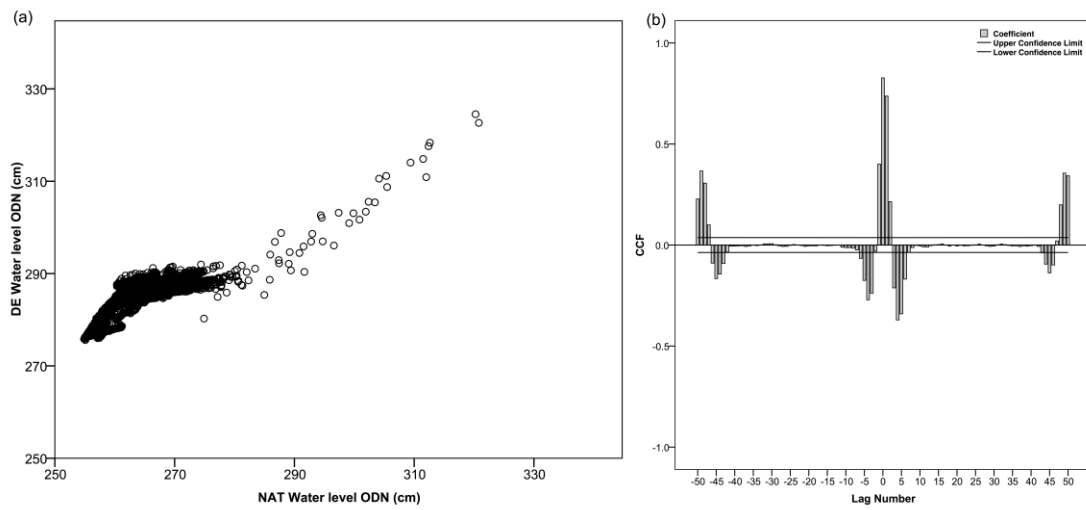 (a)
DE Water level ODN (cm)
330
310
290
270
250
250 270 290 310 330
NAT Water level ODN (cm)
(b)
Coefficient
Upper Confidence Limit
Lower Confidence Limit
CCF
1.0
0.5
0.0
-0.5
-1.0
-50 -45 -40 -35 -30 -25 -20 -15 -10 -5 0 5 10 15 20 25 30 35 40 45 50
Lag Number